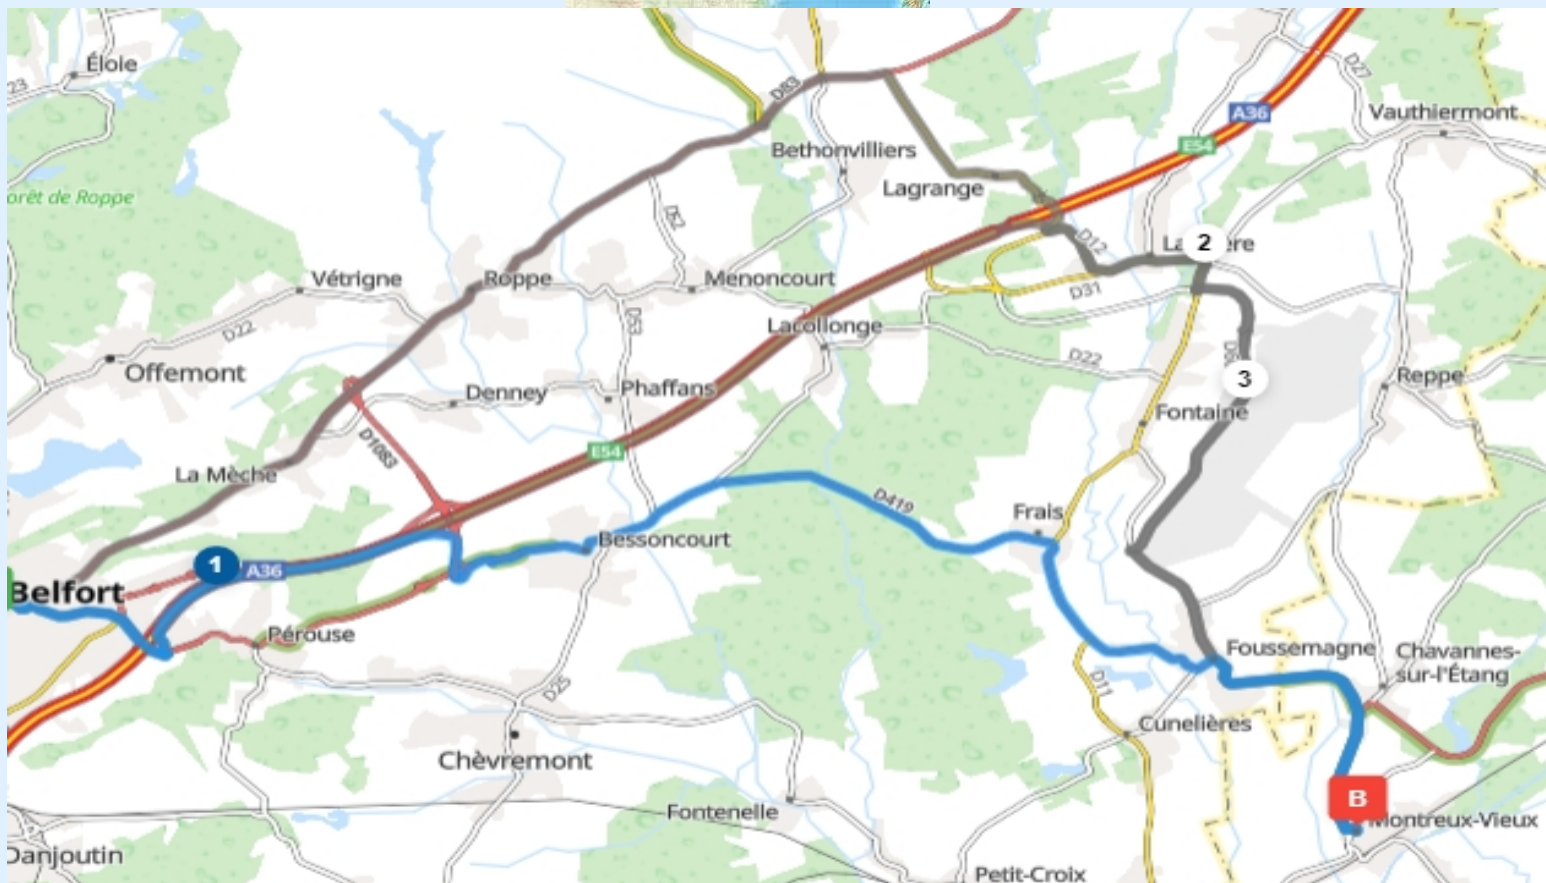 Éloie
23
D27
D83
A36
Vauthiermont
E54
Bethonvilliers
Lagrange
orêt de Roppe
D52
D12
2
Vétrigne
Roppe
Menoncourt
D31
D22
D53
Lacollonge
D22
Offemont
Denney
Phaffans
3
Reppe
Fontaine
D1083
E54
La Mèche
D419
Frais
Bessoncourt
1
A36
Belfort
Pérouse
Foussemagne
Chavannes-
sur-l'Étang
D25
D11
Cunelières
Chèvremont
B
Fontenelle
Montreux-Vieux
Danjoutin
Petit-Croix